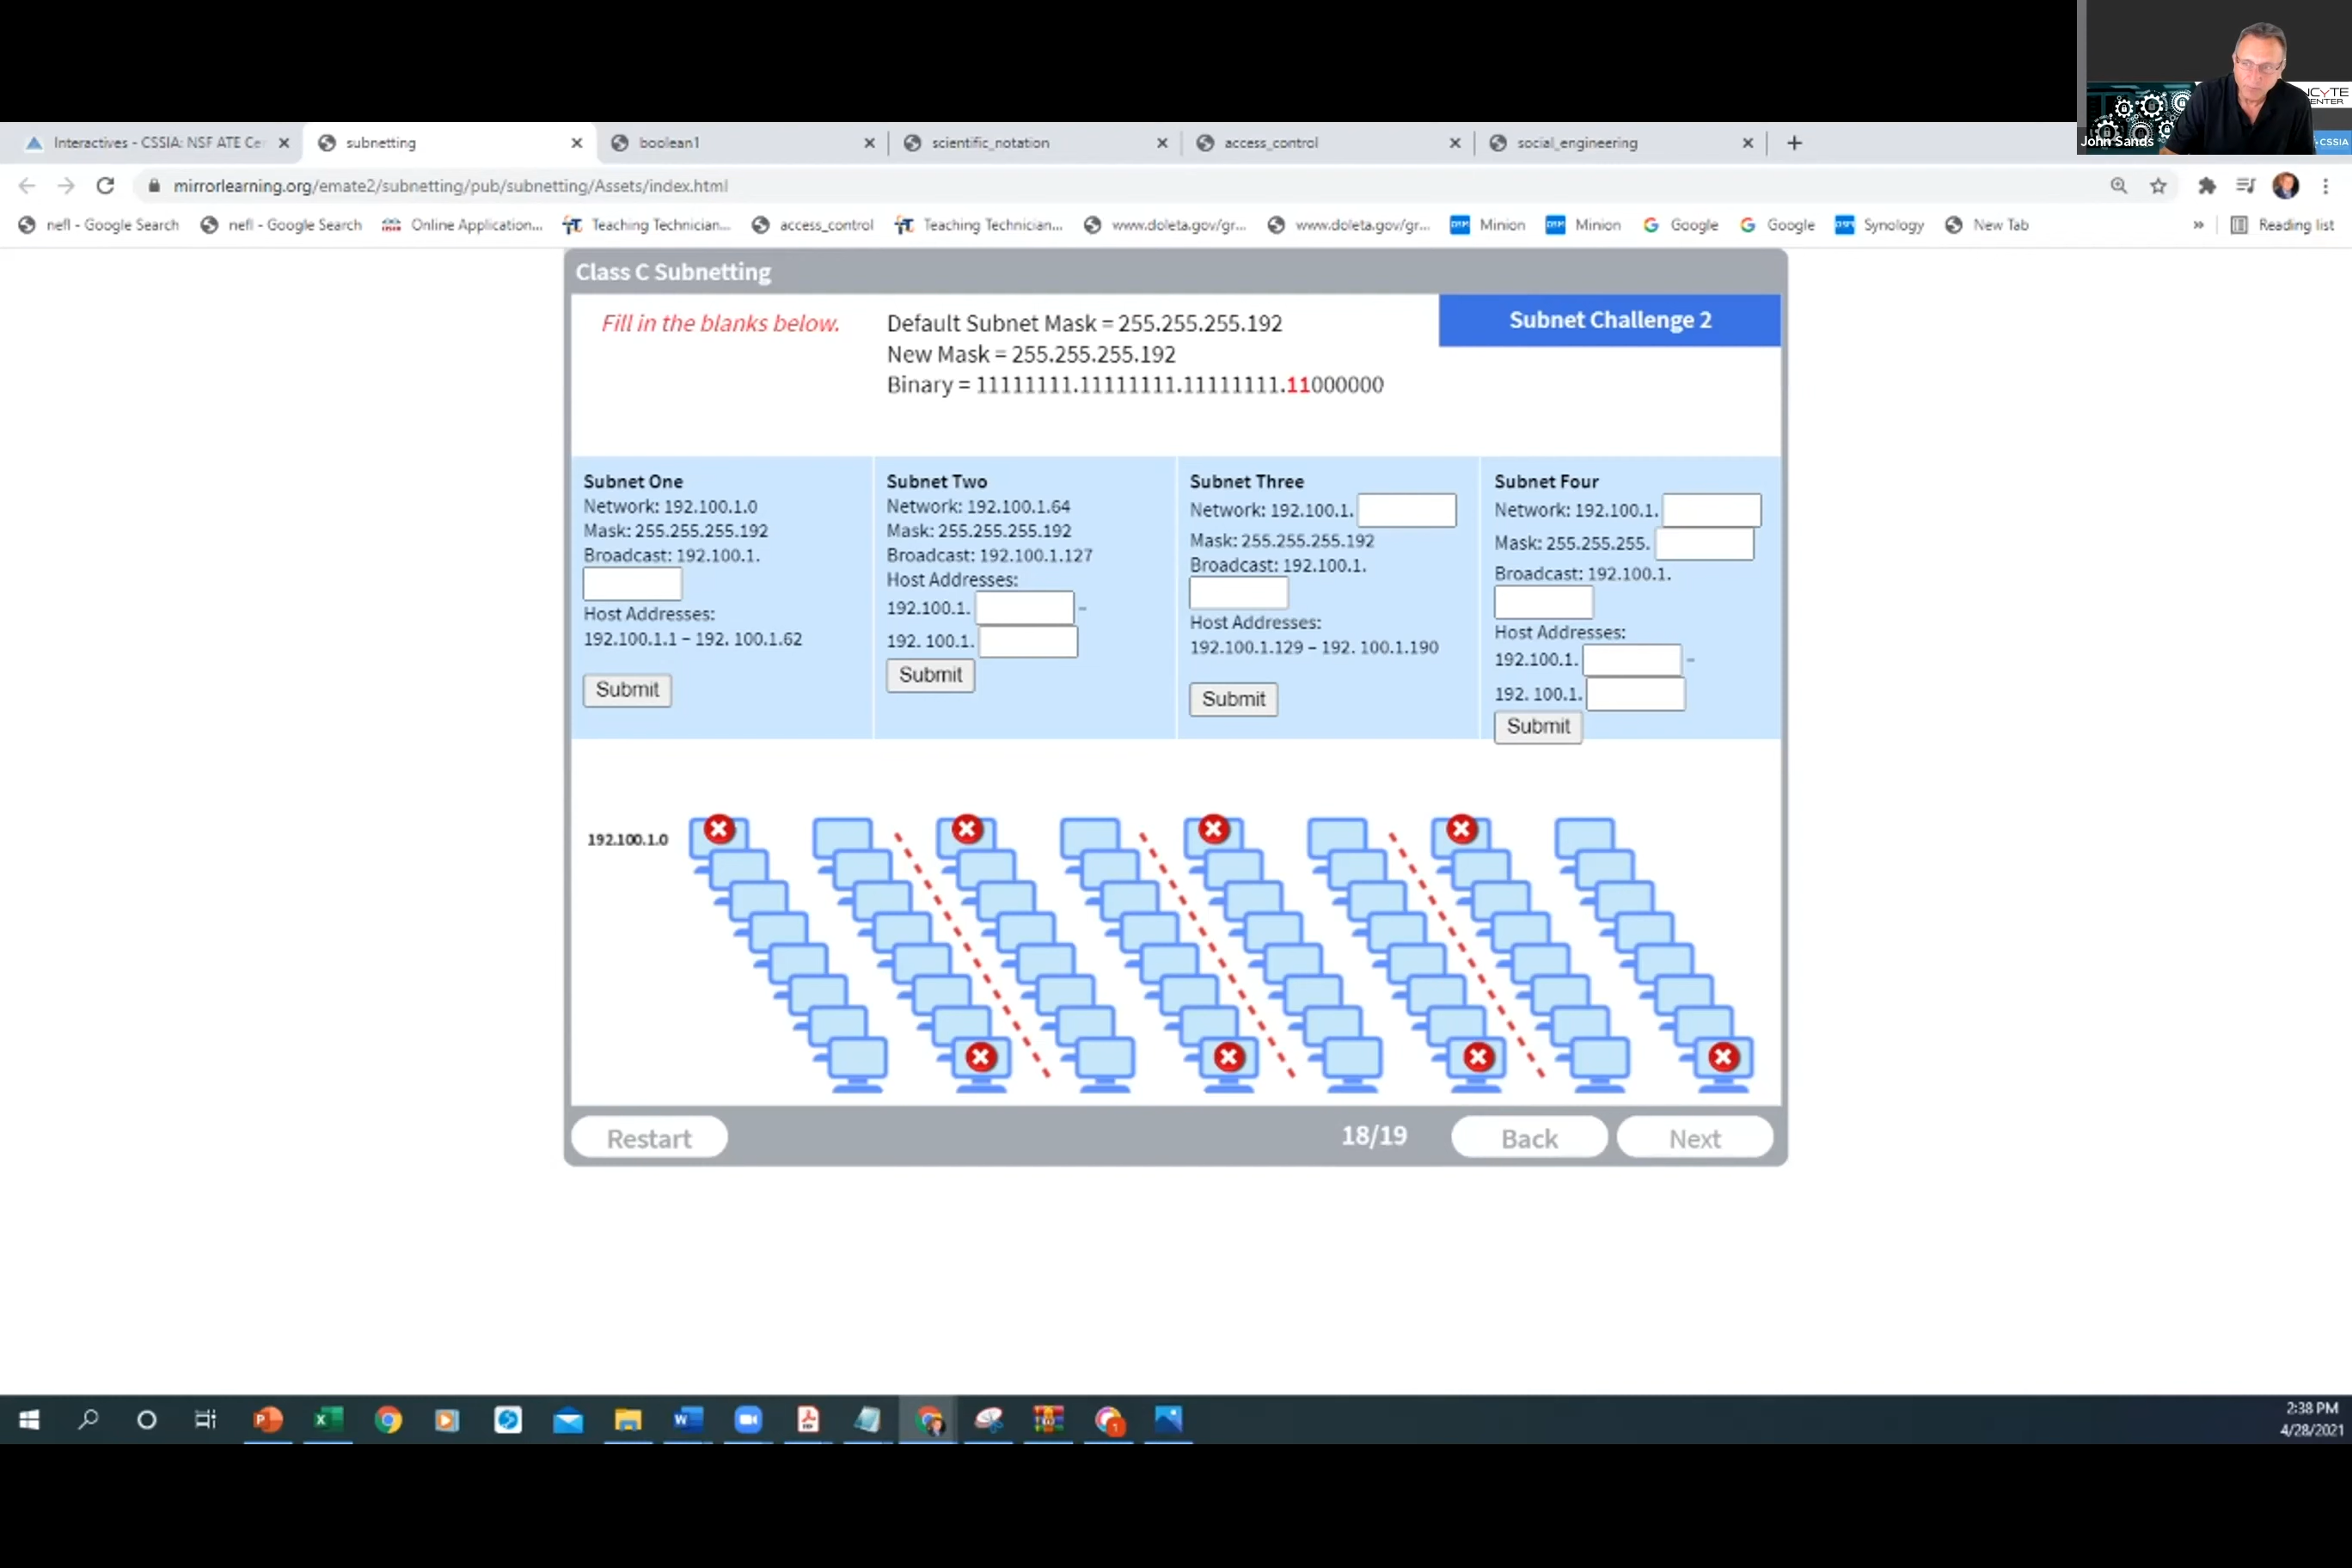 NCYTE
ENTER
John Sands
CSSIA
Interactives - CSSIA: NSF ATE Ce
subnetting
boolean1
scientific_notation
access_control
social_engineering
mirrorlearning.org/emate2/subnetting/pub/subnetting/Assets/index.html
nefl - Google Search
nefl - Google Search
Online Application...
Teaching Technician...
access_control
Teaching Technician...
www.doleta.gov/gr...
www.doleta.gov/gr...
Minion
Minion
Google
Google
Synology
New Tab
»
Reading list
Class C Subnetting
Fill in the blanks below.
Default Subnet Mask = 255.255.255.192
New Mask = 255.255.255.192
Binary = 11111111.11111111.11111111.11000000
Subnet Challenge 2
Subnet One
Network: 192.100.1.0
Mask: 255.255.255.192
Broadcast: 192.100.1.
Host Addresses:
192.100.1.1 – 192. 100.1.62
Submit
Subnet Two
Network: 192.100.1.64
Mask: 255.255.255.192
Broadcast: 192.100.1.127
Host Addresses:
192.100.1. –
192. 100.1.
Submit
Subnet Three
Network: 192.100.1.
Mask: 255.255.255.192
Broadcast: 192.100.1.
Host Addresses:
192.100.1.129 – 192. 100.1.190
Submit
Subnet Four
Network: 192.100.1.
Mask: 255.255.255.
Broadcast: 192.100.1.
Host Addresses:
192.100.1. –
192. 100.1.
Submit
192.100.1.0
Restart
18/19
Back
Next
2:38 PM
4/28/2021